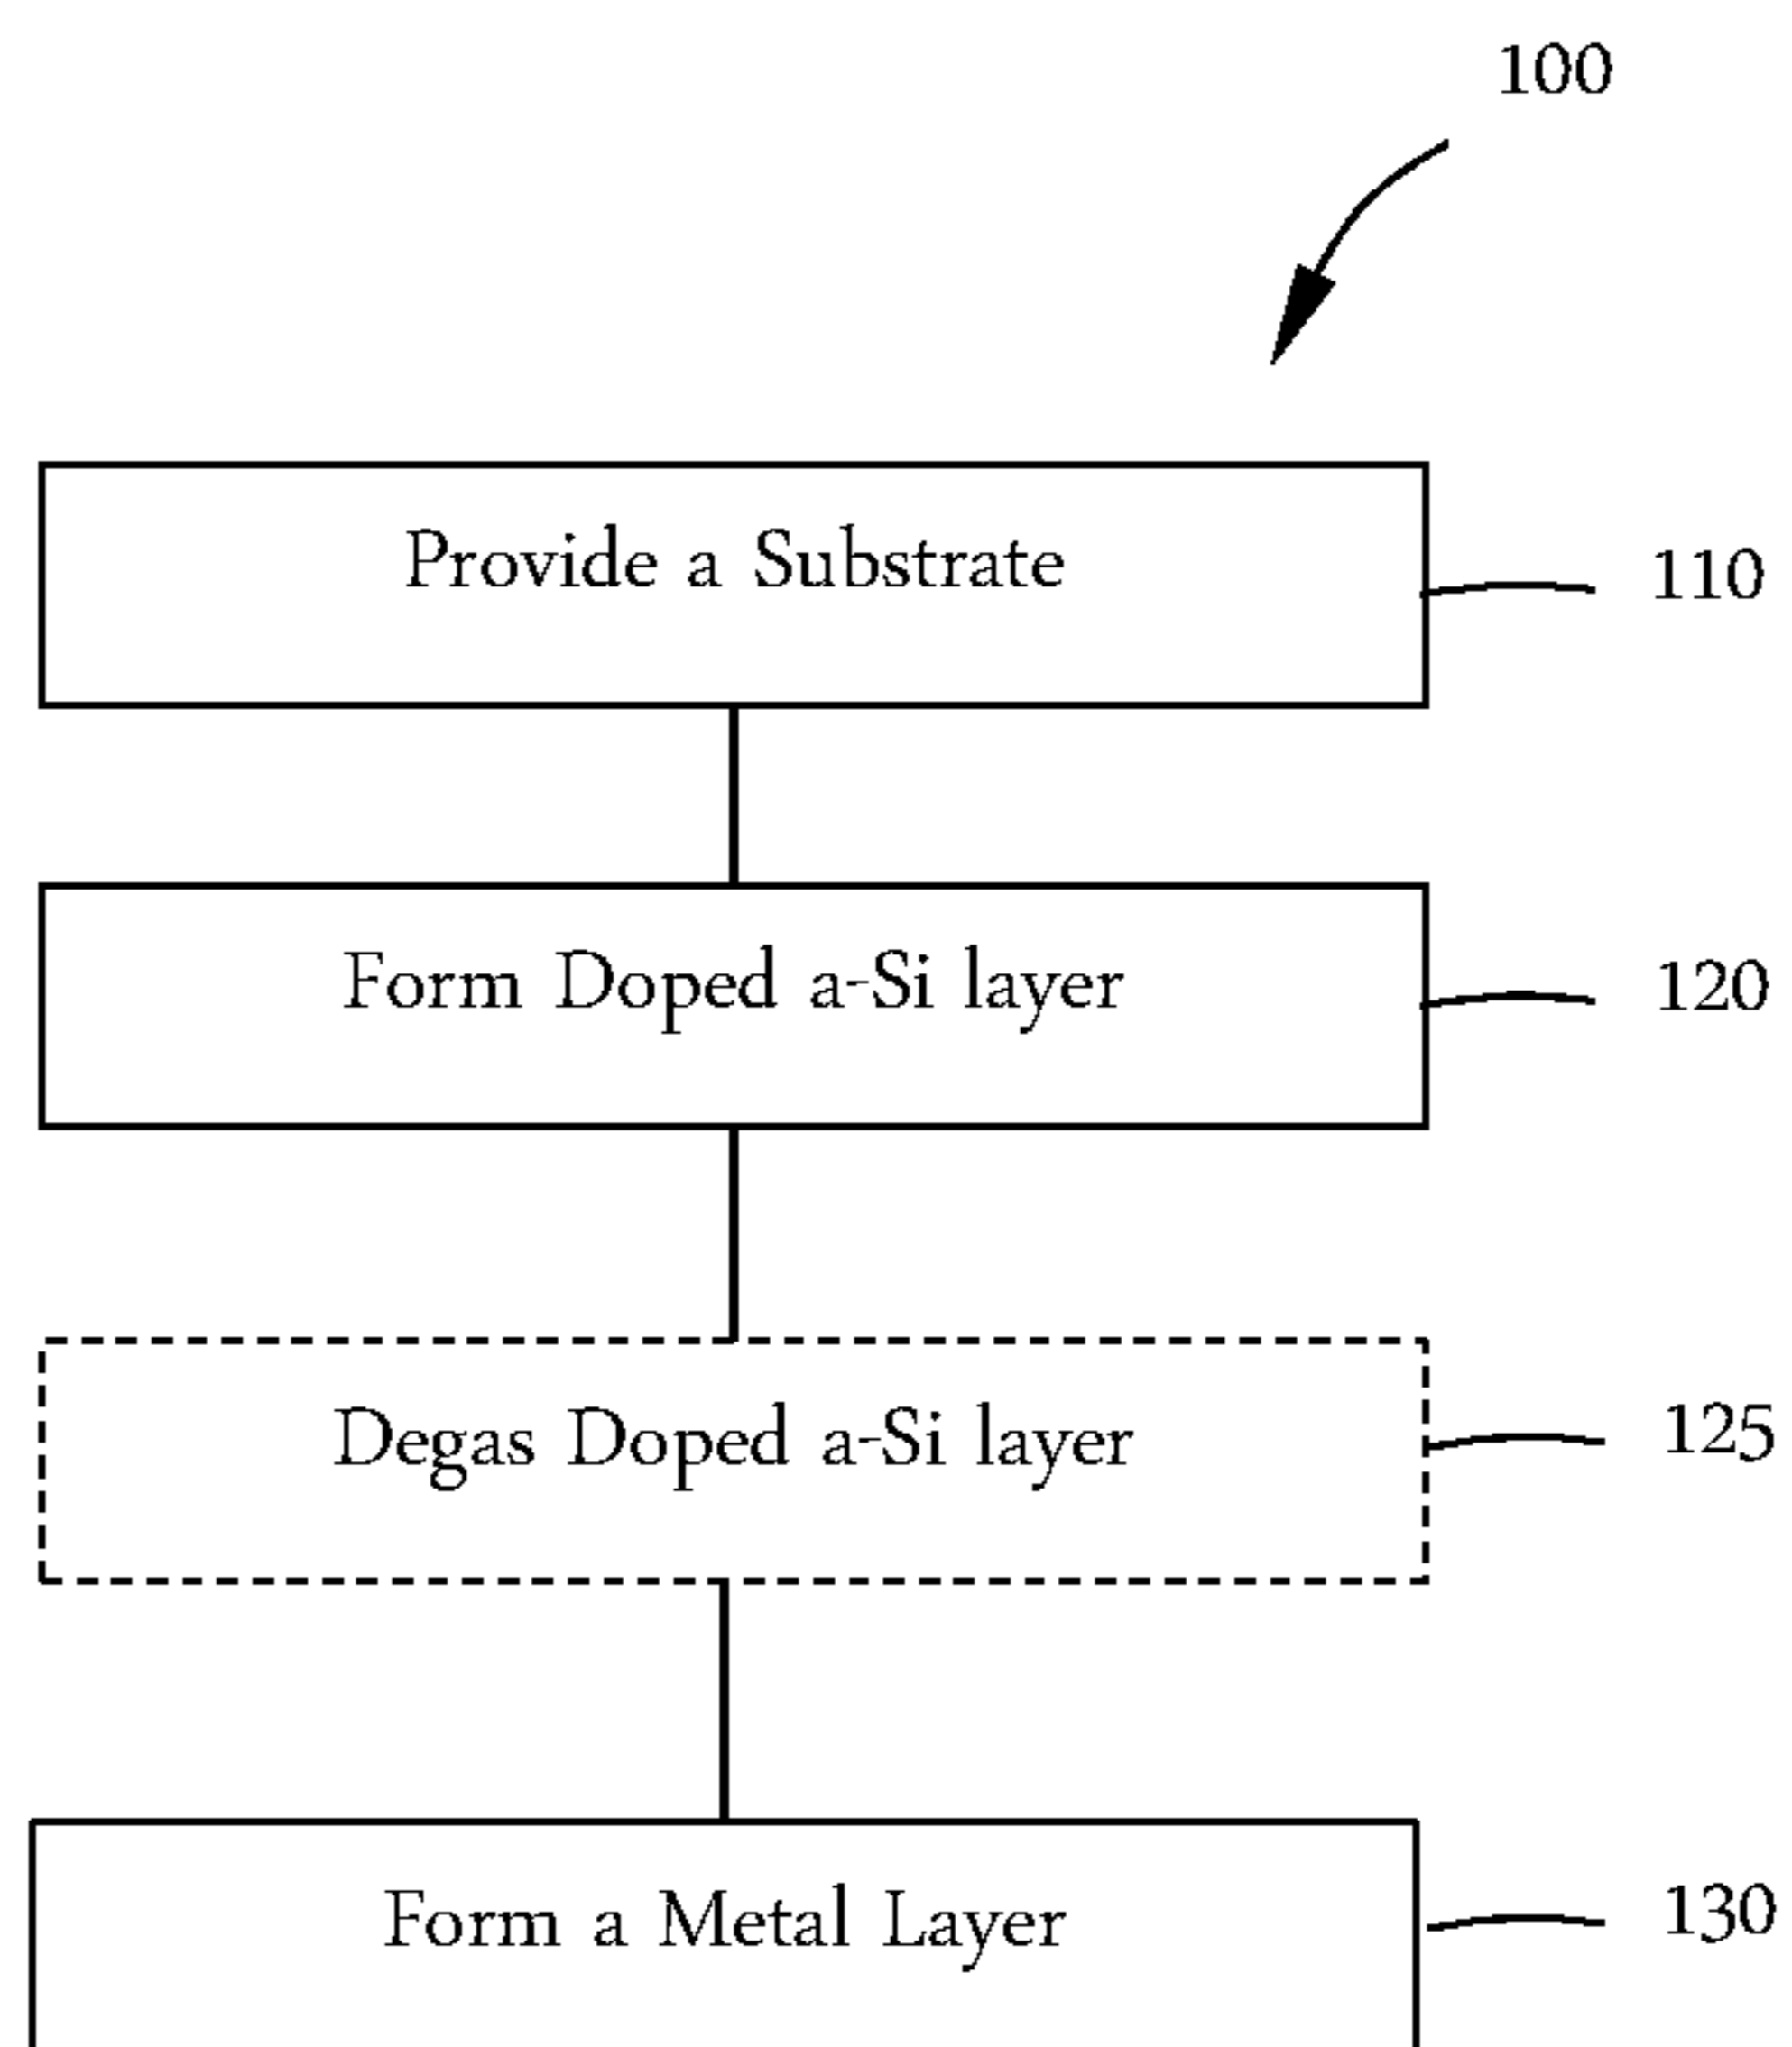 100
Provide a Substrate
110
Form Doped a-Si layer
120
Degas Doped a-Si layer
125
Form a Metal Layer
130